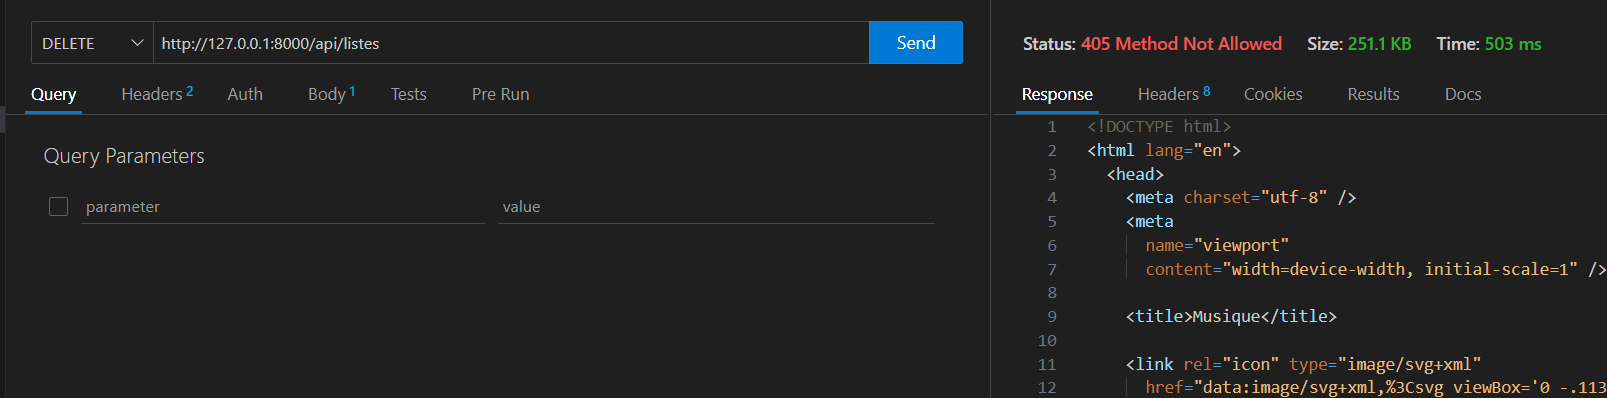 DELETE http://127.0.0.1:8000/api/listes Send
Query Headers 2 Auth Body 1 Tests Pre Run
Query Parameters
parameter value
Status: 405 Method Not Allowed Size: 251.1 KB Time: 503 ms
Response Headers 8 Cookies Results Docs
1 <!DOCTYPE html>
2 <html lang="en">
3 <head>
4 <meta charset="utf-8" />
5 <meta
6 name="viewport"
7 content="width=device-width, initial-scale=1" />
8
9 <title>Musique</title>
10
11 <link rel="icon" type="image/svg+xml"
12 href="data:image/svg+xml,%3Csvg viewBox='0 -.113